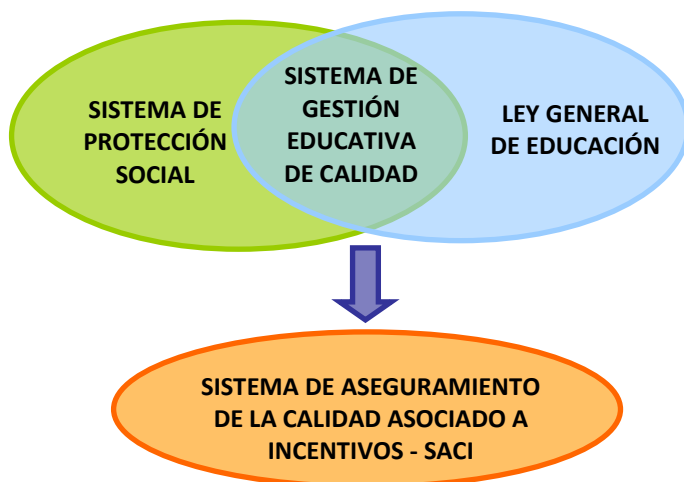 SISTEMA DE
PROTECCIÓN
SOCIAL
SISTEMA DE
GESTIÓN
EDUCATIVA
DE CALIDAD
LEY GENERAL
DE EDUCACIÓN
SISTEMA DE ASEGURAMIENTO
DE LA CALIDAD ASOCIADO A
INCENTIVOS - SACI